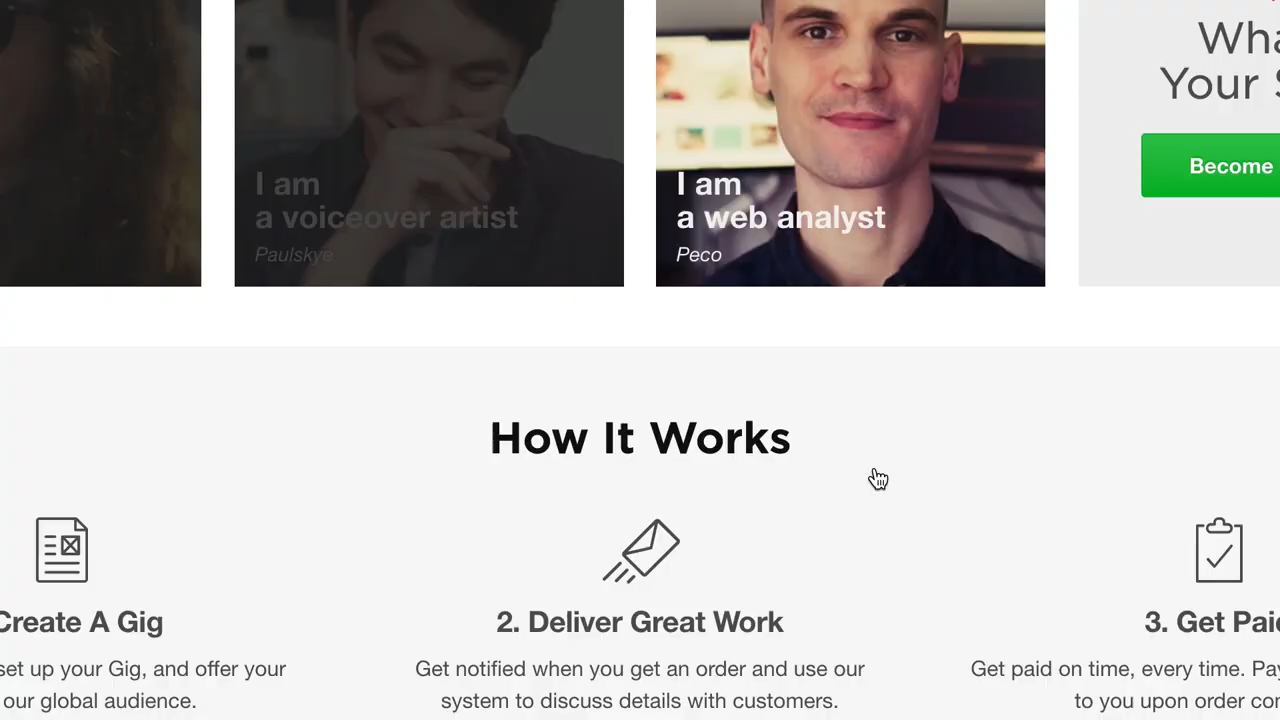 I am
a voiceover artist
Paulskye
I am
a web analyst
Peco
Wha
Your S
Become
How It Works
Create A Gig
set up your Gig, and offer your
our global audience.
2. Deliver Great Work
Get notified when you get an order and use our
system to discuss details with customers.
3. Get Paid
Get paid on time, every time. Pay
to you upon order con